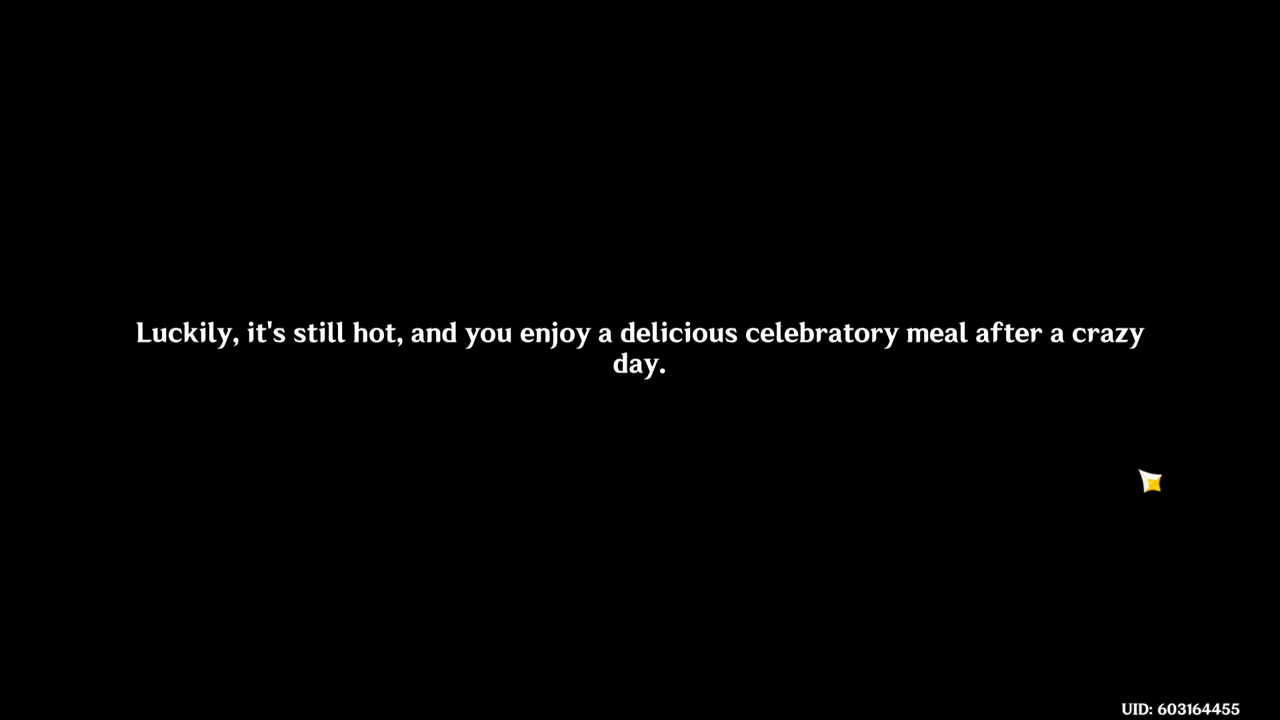 Luckily, it's still hot, and you enjoy a delicious celebratory meal after a crazy
day.
UID: 603164455